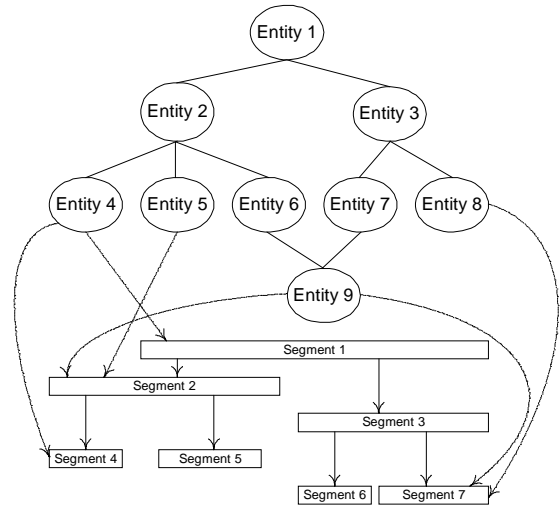 Entity 1
Entity 2
Entity 3
Entity 4
Entity 5
Entity 6
Entity 7
Entity 8
Entity 9
Segment 1
Segment 2
Segment 3
Segment 4
Segment 5
Segment 6
Segment 7